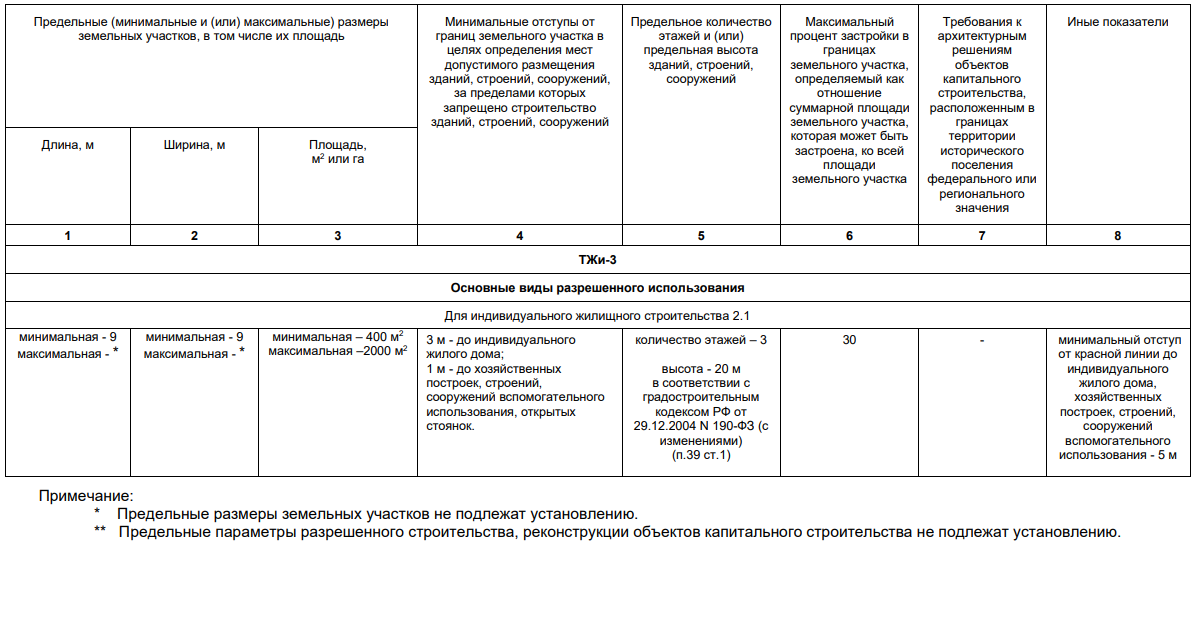 Предельные (минимальные и (или) максимальные) размеры
земельных участков, в том числе их площадь
Минимальные отступы от
границ земельного участка в
целях определения мест
допустимого размещения
зданий, строений, сооружений,
за пределами которых
запрещено строительство
зданий, строений, сооружений
Предельное количество
этажей и (или)
предельная высота
зданий, строений,
сооружений
Максимальный
процент застройки в
границах
земельного участка,
определяемый как
отношение
суммарной площади
земельного участка,
которая может быть
застроена, ко всей
площади
земельного участка
Требования к
архитектурным
решениям
объектов
капитального
строительства,
расположенным в
границах
территории
исторического
поселения
федерального или
регионального
значения
Иные показатели
Длина, м
Ширина, м
Площадь,
м² или га
1 2 3 4 5 6 7 8
ТЖи-3
Основные виды разрешенного использования
Для индивидуального жилищного строительства 2.1
минимальная - 9
максимальная - *
минимальная - 9
максимальная - *
минимальная – 400 м²
максимальная –2000 м²
3 м - до индивидуального
жилого дома;
1 м - до хозяйственных
построек, строений,
сооружений вспомогательного
использования, открытых
стоянок.
количество этажей – 3
высота - 20 м
в соответствии с
градостроительным
кодексом РФ от
29.12.2004 N 190-ФЗ (с
изменениями)
(п.39 ст.1)
30
-
минимальный отступ
от красной линии до
индивидуального
жилого дома,
хозяйственных
построек, строений,
сооружений
вспомогательного
использования - 5 м
Примечание:
* Предельные размеры земельных участков не подлежат установлению.
** Предельные параметры разрешенного строительства, реконструкции объектов капитального строительства не подлежат установлению.